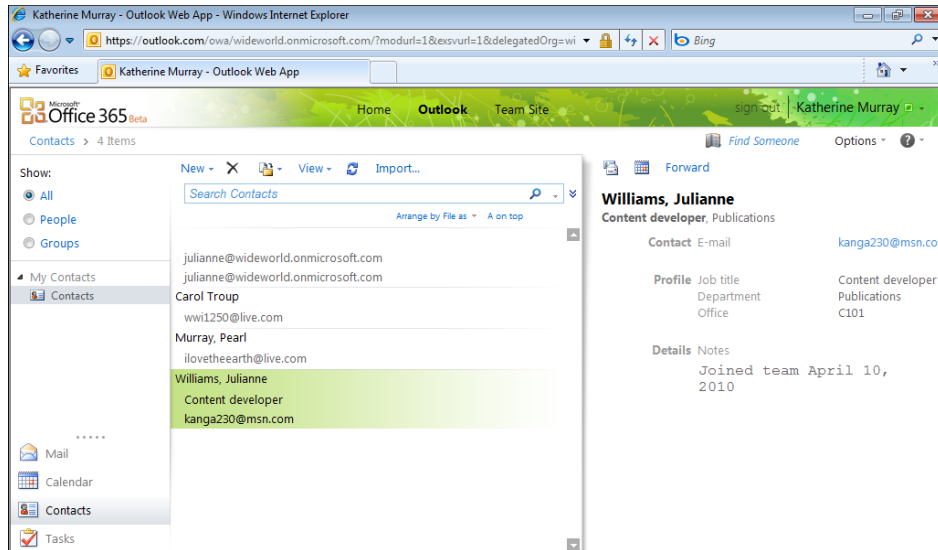 Katherine Murray - Outlook Web App - Windows Internet Explorer
https://outlook.com/owa/wideworld.onmicrosoft.com/?modurl=1&exsvurl=1&delegatedOrg=wi
Bing
Favorites
Katherine Murray - Outlook Web App
Microsoft
Office 365 Beta
Home Outlook Team Site
sign out Katherine Murray
Contacts > 4 Items
Find Someone Options
Show:
All
People
Groups
My Contacts
Contacts
Mail
Calendar
Contacts
Tasks
New View Import...
Search Contacts
Arrange by File as A on top
julianne@wideworld.onmicrosoft.com
julianne@wideworld.onmicrosoft.com
Carol Troup
wwi1250@live.com
Murray, Pearl
ilovetheearth@live.com
Williams, Julianne
Content developer
kanga230@msn.com
Forward
Williams, Julianne
Content developer, Publications
Contact E-mail kanga230@msn.co
Profile Job title Content developer
Department Publications
Office C101
Details Notes
Joined team April 10,
2010